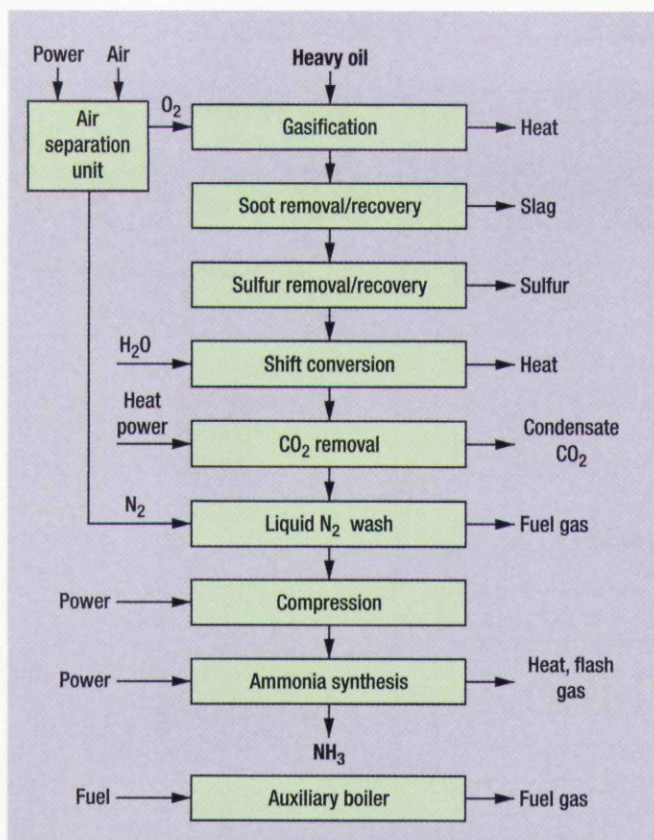 Power Air
Heavy oil
Air
separation
unit
O₂
Gasification
Heat
Soot removal/recovery
Slag
Sulfur removal/recovery
Sulfur
H₂O
Shift conversion
Heat
Heat
power
CO₂ removal
Condensate
CO₂
N₂
Liquid N₂ wash
Fuel gas
Power
Compression
Power
Ammonia synthesis
Heat, flash
gas
NH₃
Fuel
Auxiliary boiler
Fuel gas